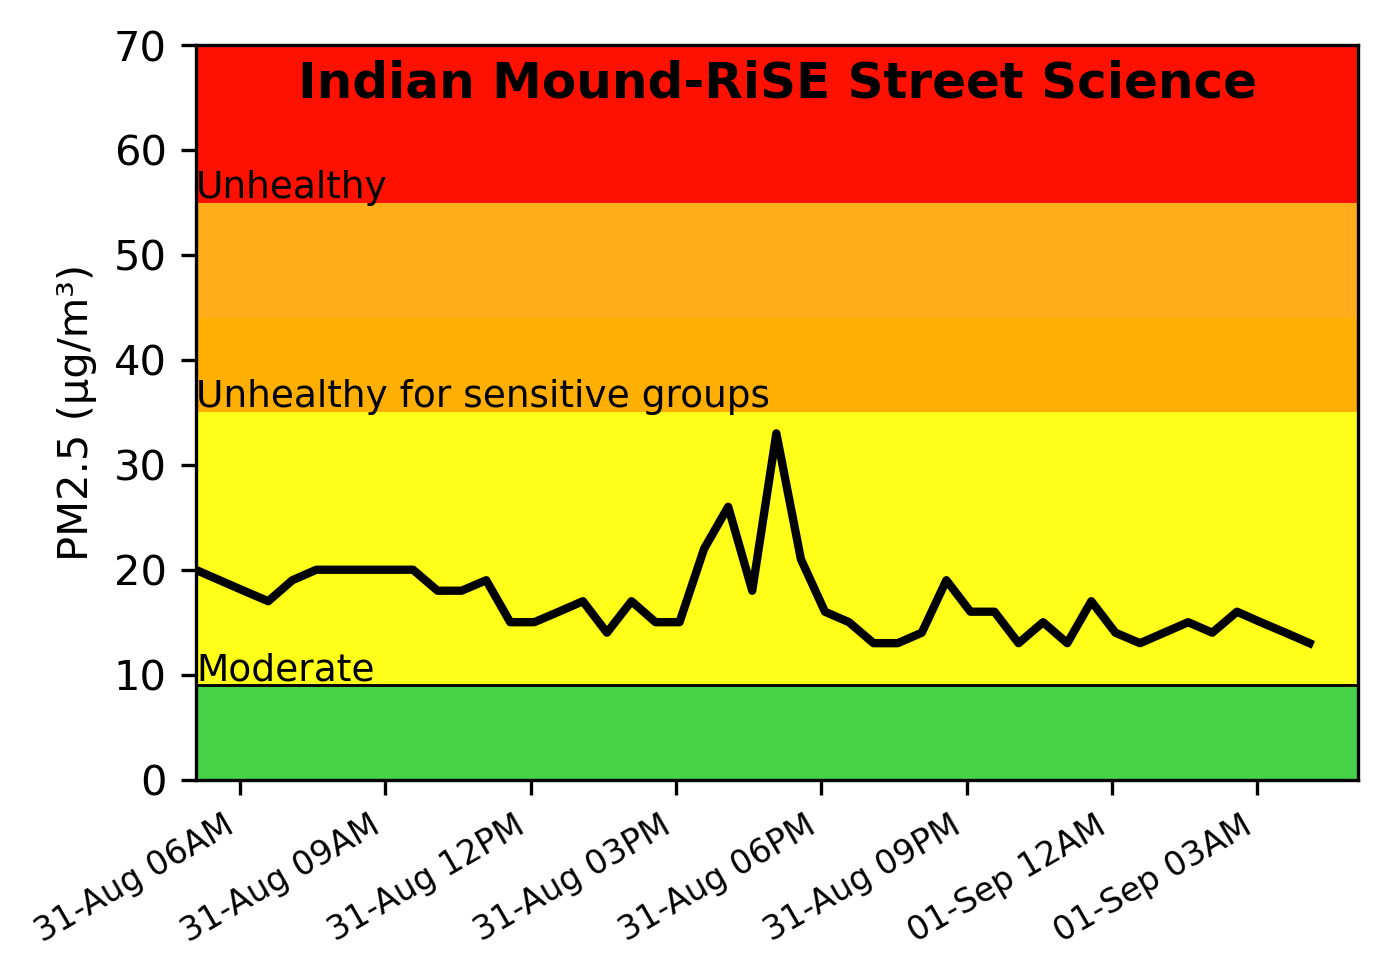 Indian Mound-RiSE Street Science
PM2.5 (µg/m³)
70
60
50
40
30
20
10
0
Unhealthy
Unhealthy for sensitive groups
Moderate
31-Aug 06AM
31-Aug 09AM
31-Aug 12PM
31-Aug 03PM
31-Aug 06PM
31-Aug 09PM
01-Sep 12AM
01-Sep 03AM